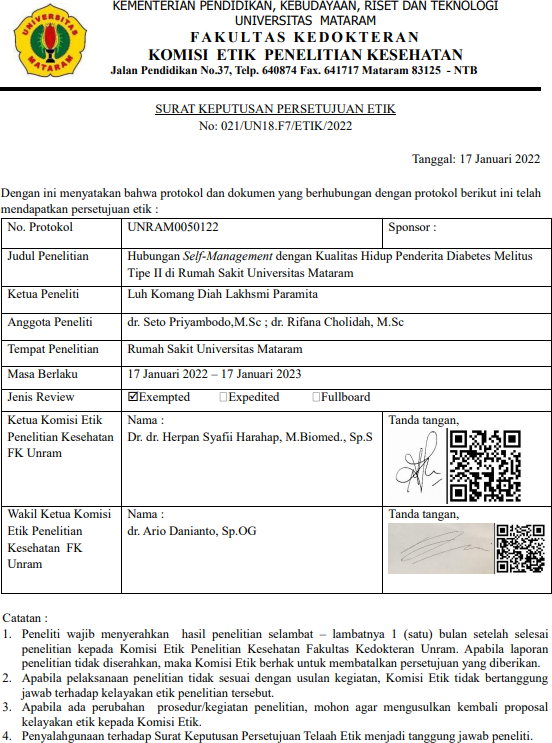 KEMENTERIAN PENDIDIKAN, KEBUDAYAAN, RISET DAN TEKNOLOGI
UNIVERSITAS MATARAM
FAKULTAS KEDOKTERAN
KOMISI ETIK PENELITIAN KESEHATAN
Jalan Pendidikan No.37, Telp. 640874 Fax. 641717 Mataram 83125 - NTB
UNIVERSITAS
MATARAM
SURAT KEPUTUSAN PERSETUJUAN ETIK
No: 021/UN18.F7/ETIK/2022
Tanggal: 17 Januari 2022
Dengan ini menyatakan bahwa protokol dan dokumen yang berhubungan dengan protokol berikut ini telah
mendapatkan persetujuan etik :
No. Protokol UNRAM0050122 Sponsor :
Judul Penelitian Hubungan Self-Management dengan Kualitas Hidup Penderita Diabetes Melitus
Tipe II di Rumah Sakit Universitas Mataram
Ketua Peneliti Luh Komang Diah Lakhsmi Paramita
Anggota Peneliti dr. Seto Priyambodo,M.Sc ; dr. Rifana Cholidah, M.Sc
Tempat Penelitian Rumah Sakit Universitas Mataram
Masa Berlaku 17 Januari 2022 – 17 Januari 2023
Jenis Review ☑Exempted ☐Expedited ☐Fullboard
Ketua Komisi Etik Nama : Tanda tangan,
Penelitian Kesehatan Dr. dr. Herpan Syafii Harahap, M.Biomed., Sp.S
FK Unram
Wakil Ketua Komisi Nama : Tanda tangan,
Etik Penelitian dr. Ario Danianto, Sp.OG
Kesehatan FK
Unram
Catatan :
1. Peneliti wajib menyerahkan hasil penelitian selambat – lambatnya 1 (satu) bulan setelah selesai
penelitian kepada Komisi Etik Penelitian Kesehatan Fakultas Kedokteran Unram. Apabila laporan
penelitian tidak diserahkan, maka Komisi Etik berhak untuk membatalkan persetujuan yang diberikan.
2. Apabila pelaksanaan penelitian tidak sesuai dengan usulan kegiatan, Komisi Etik tidak bertanggung
jawab terhadap kelayakan etik penelitian tersebut.
3. Apabila ada perubahan prosedur/kegiatan penelitian, mohon agar mengusulkan kembali proposal
kelayakan etik kepada Komisi Etik.
4. Penyalahgunaan terhadap Surat Keputusan Persetujuan Telaah Etik menjadi tanggung jawab peneliti.